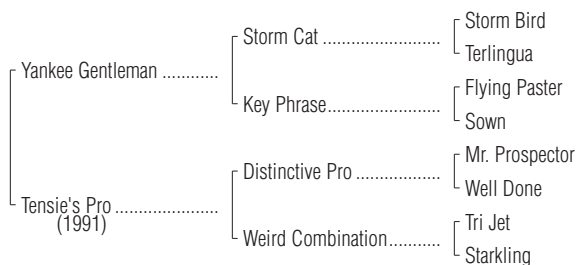 Storm Bird
Storm Cat ........................
Terlingua
Yankee Gentleman ............
Flying Paster
Key Phrase.......................
Sown
Mr. Prospector
Distinctive Pro .................
Well Done
Tensie's Pro .....................
(1991)
Tri Jet
Weird Combination...........
Starkling